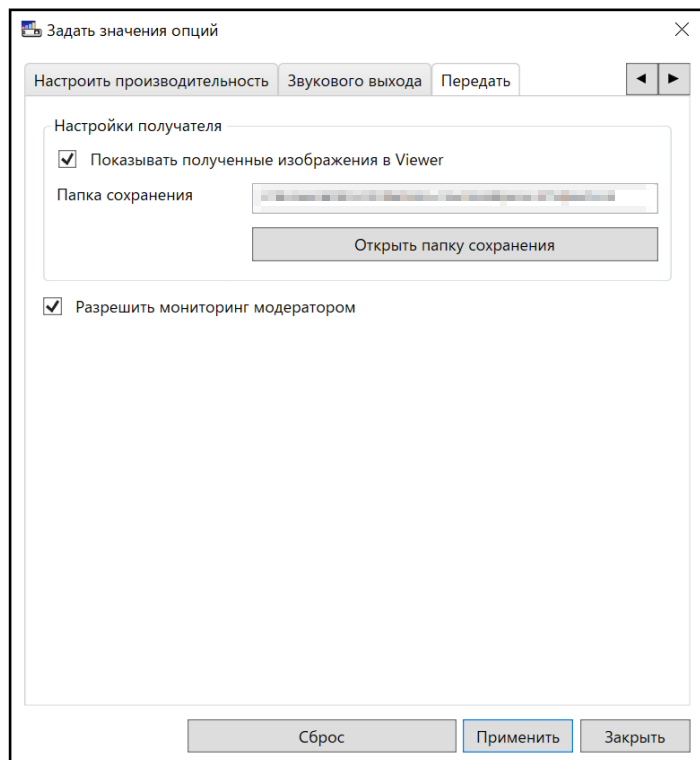 Задать значения опций
Настроить производительность Звукового выхода Передать
Настройки получателя
Показывать полученные изображения в Viewer
Папка сохранения
Открыть папку сохранения
Разрешить мониторинг модератором
Сброс Применить Закрыть